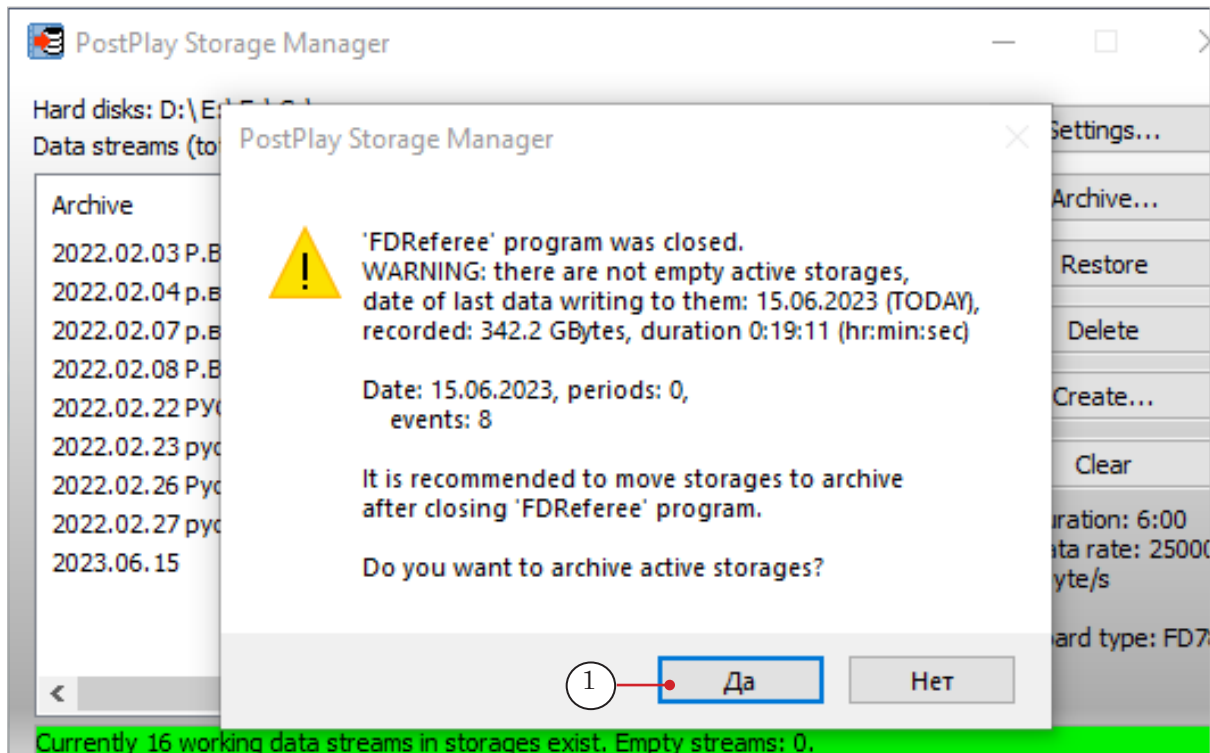 PostPlay Storage Manager
Hard disks: D:\E:\
Data streams
Archive
2022.02.03 Р.В
2022.02.04 р.в
2022.02.07 р.в
2022.02.08 Р.В
2022.02.22 РУС
2022.02.23 рус
2022.02.26 Рус
2022.02.27 рус
2023.06.15
PostPlay Storage Manager
'FDReferee' program was closed.
WARNING: there are not empty active storages,
date of last data writing to them: 15.06.2023 (TODAY),
recorded: 342.2 GBytes, duration 0:19:11 (hr:min:sec)
Date: 15.06.2023, periods: 0,
events: 8
It is recommended to move storages to archive
after closing 'FDReferee' program.
Do you want to archive active storages?
1
Да
Нет
Settings...
Archive...
Restore
Delete
Create...
Clear
uration: 6:00
ata rate: 25000
yte/s
ard type: FD78
Currently 16 working data streams in storages exist. Empty streams: 0.